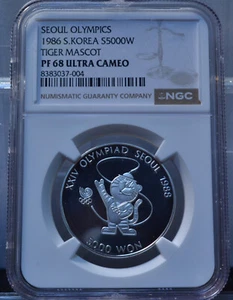 SEOUL OLYMPICS
1986 S.KOREA S5000W
TIGER MASCOT
PF 68 ULTRA CAMEO
8383037-004
NUMISMATIC GUARANTY COMPANY
NGC
XXIV OLYMPIAD SEOUL 1988
5000 WON